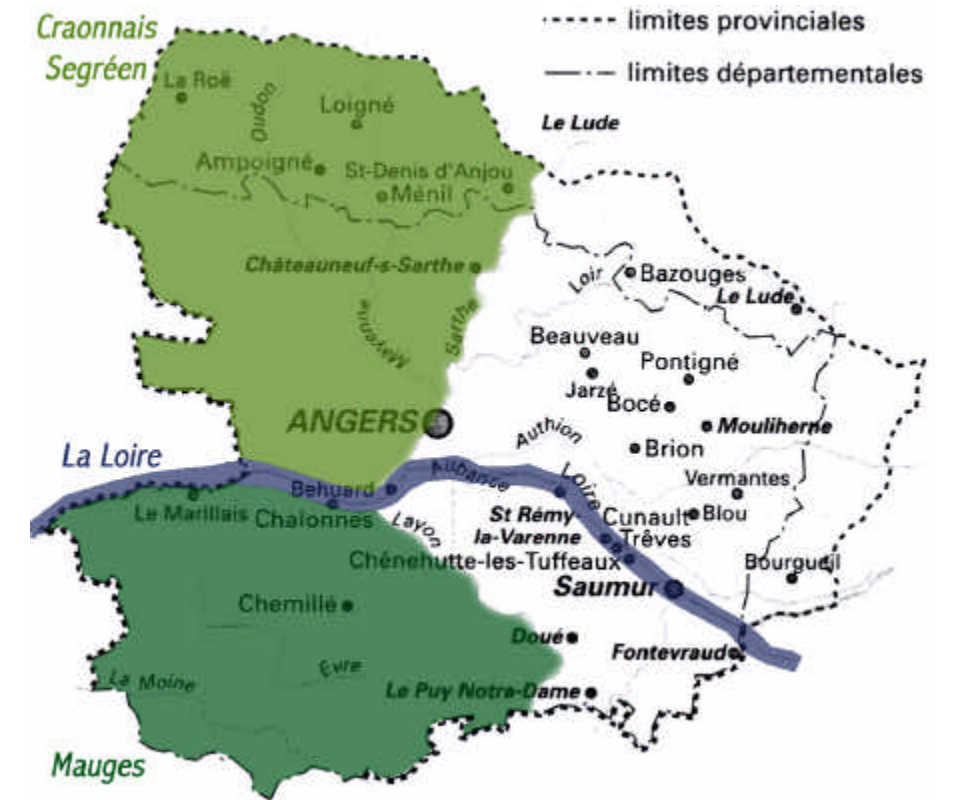 Craonnais
Segréen
limites provinciales
limites départementales
La Roë
Oudon
Loigné
Le Lude
Ampoigné
St-Denis d'Anjou
Ménil
Châteauneuf-s-Sarthe
Loir
Bazouges
Le Lude
Mayenne
Sarthe
Beauveau
Pontigné
Jarzé
Bocé
ANGERS
Mouliherne
Authion
Brion
La Loire
Aubance
Loire
Vermantes
Behuard
Le Marillais
Chalonnes
Layon
St Rémy
la-Varenne
Cunault
Blou
Trêves
Chênehutte-les-Tuffeaux
Bourgueil
Saumur
Chemillé
Doué
Fontevraud
Evre
La Moine
Le Puy Notre-Dame
Mauges